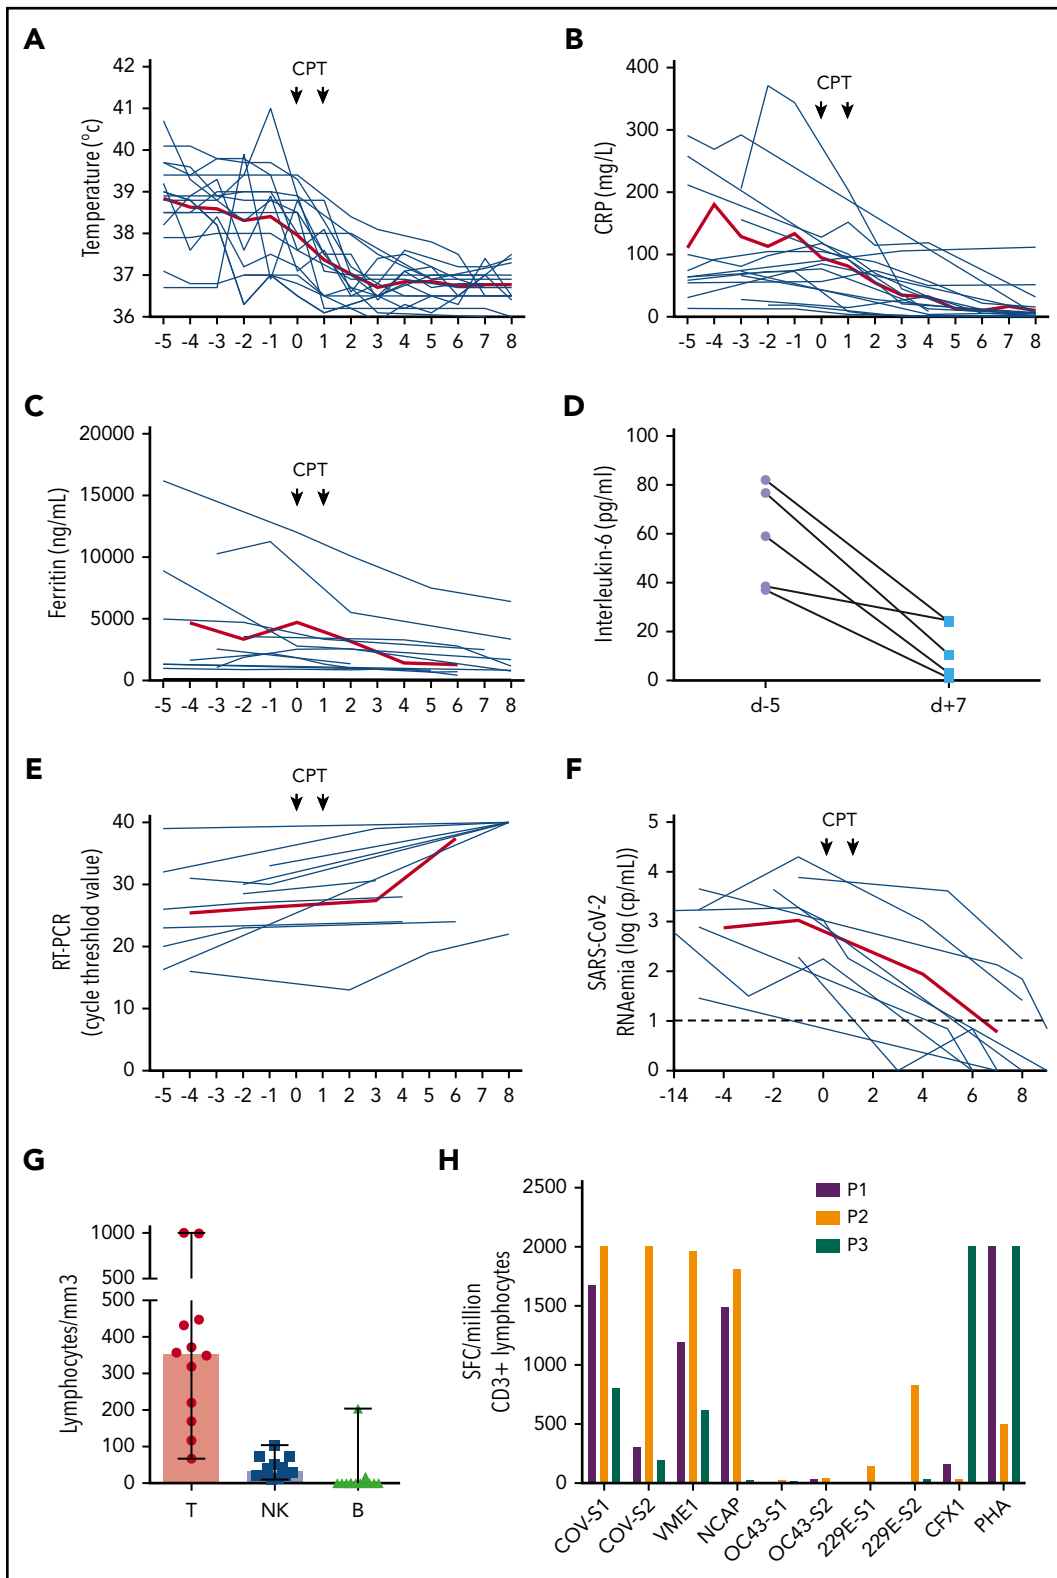 A
CPT
Temperature (°c)
42
41
40
39
38
37
36
-5 -4 -3 -2 -1 0 1 2 3 4 5 6 7 8
B
CPT
CRP (mg/L)
400
300
200
100
0
-5 -4 -3 -2 -1 0 1 2 3 4 5 6 7 8
C
CPT
Ferritin (ng/mL)
20000
15000
10000
5000
0
-5 -4 -3 -2 -1 0 1 2 3 4 5 6 7 8
D
Interleukin-6 (pg/ml)
100
80
60
40
20
0
d-5 d+7
E
CPT
RT-PCR
(cycle threshlod value)
40
30
20
10
0
-5 -4 -3 -2 -1 0 1 2 3 4 5 6 7 8
F
CPT
SARS-CoV-2
RNAemia (log (cp/mL))
5
4
3
2
1
0
-14 -4 -2 0 2 4 6 8
G
Lymphocytes/mm3
1000
500
500
400
300
200
100
0
T NK B
H
SFC/million
CD3+ lymphocytes
2500
2000
1500
1000
500
0
P1
P2
P3
COV-S1 COV-S2 VME1 NCAP OC43-S1 OC43-S2 229E-S1 229E-S2 CFX1 PHA